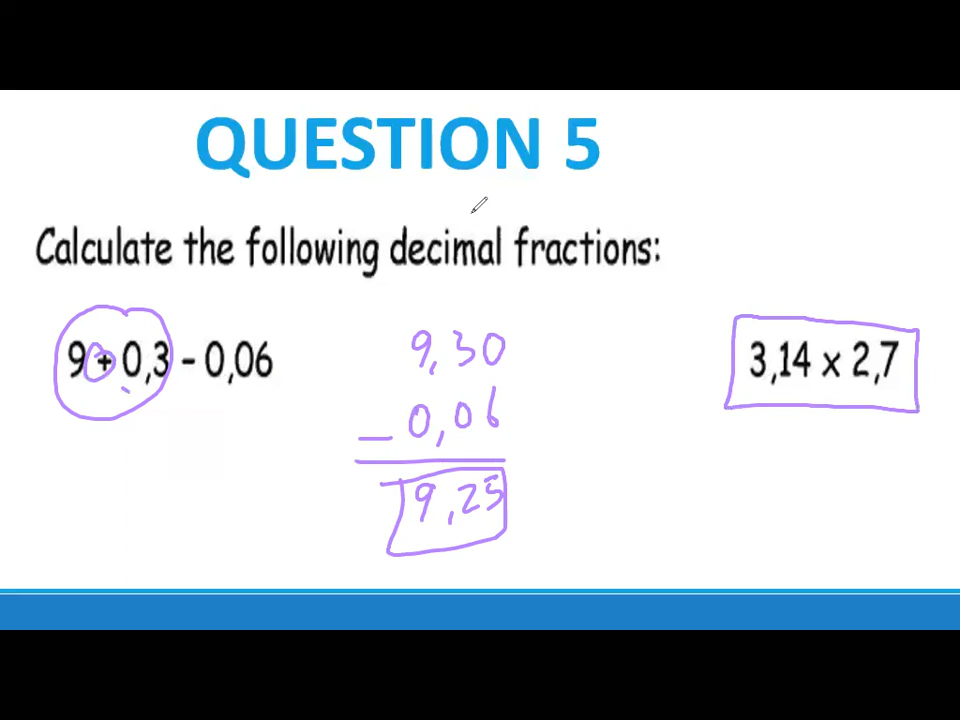 QUESTION 5
Calculate the following decimal fractions:
9 + 0,3 - 0,06
9,30
- 0,06
9,25
3,14 x 2,7